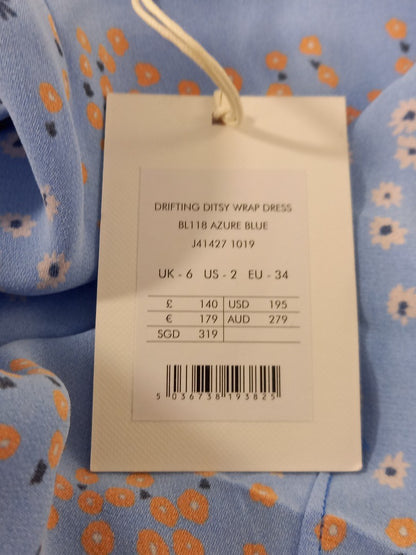 DRIFTING DITSY WRAP DRESS
BL118 AZURE BLUE
J41427 1019
UK - 6 US - 2 EU - 34
£ 140 USD 195
€ 179 AUD 279
SGD 319
5 036738 193825